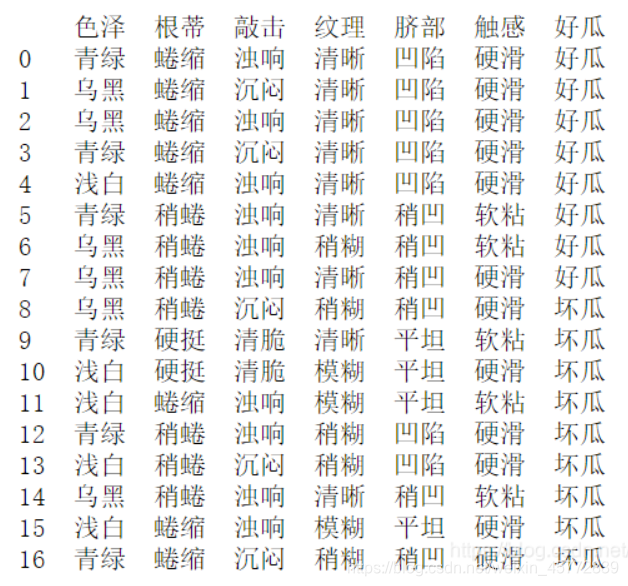 色泽 根蒂 敲击 纹理 脐部 触感 好瓜
0 青绿 蜷缩 浊响 清晰 凹陷 硬滑 好瓜
1 乌黑 蜷缩 沉闷 清晰 凹陷 硬滑 好瓜
2 乌黑 蜷缩 浊响 清晰 凹陷 硬滑 好瓜
3 青绿 蜷缩 沉闷 清晰 凹陷 硬滑 好瓜
4 浅白 蜷缩 浊响 清晰 凹陷 硬滑 好瓜
5 青绿 稍蜷 浊响 清晰 稍凹 软粘 好瓜
6 乌黑 稍蜷 浊响 稍糊 稍凹 软粘 好瓜
7 乌黑 稍蜷 浊响 清晰 稍凹 硬滑 好瓜
8 乌黑 稍蜷 沉闷 稍糊 稍凹 硬滑 坏瓜
9 青绿 硬挺 清脆 清晰 平坦 软粘 坏瓜
10 浅白 硬挺 清脆 模糊 平坦 硬滑 坏瓜
11 浅白 蜷缩 浊响 模糊 平坦 软粘 坏瓜
12 青绿 稍蜷 浊响 稍糊 凹陷 硬滑 坏瓜
13 浅白 稍蜷 沉闷 稍糊 凹陷 硬滑 坏瓜
14 乌黑 稍蜷 浊响 清晰 稍凹 软粘 坏瓜
15 浅白 蜷缩 浊响 模糊 平坦 硬滑 坏瓜
16 青绿 蜷缩 沉闷 稍糊 稍凹 硬滑 坏瓜